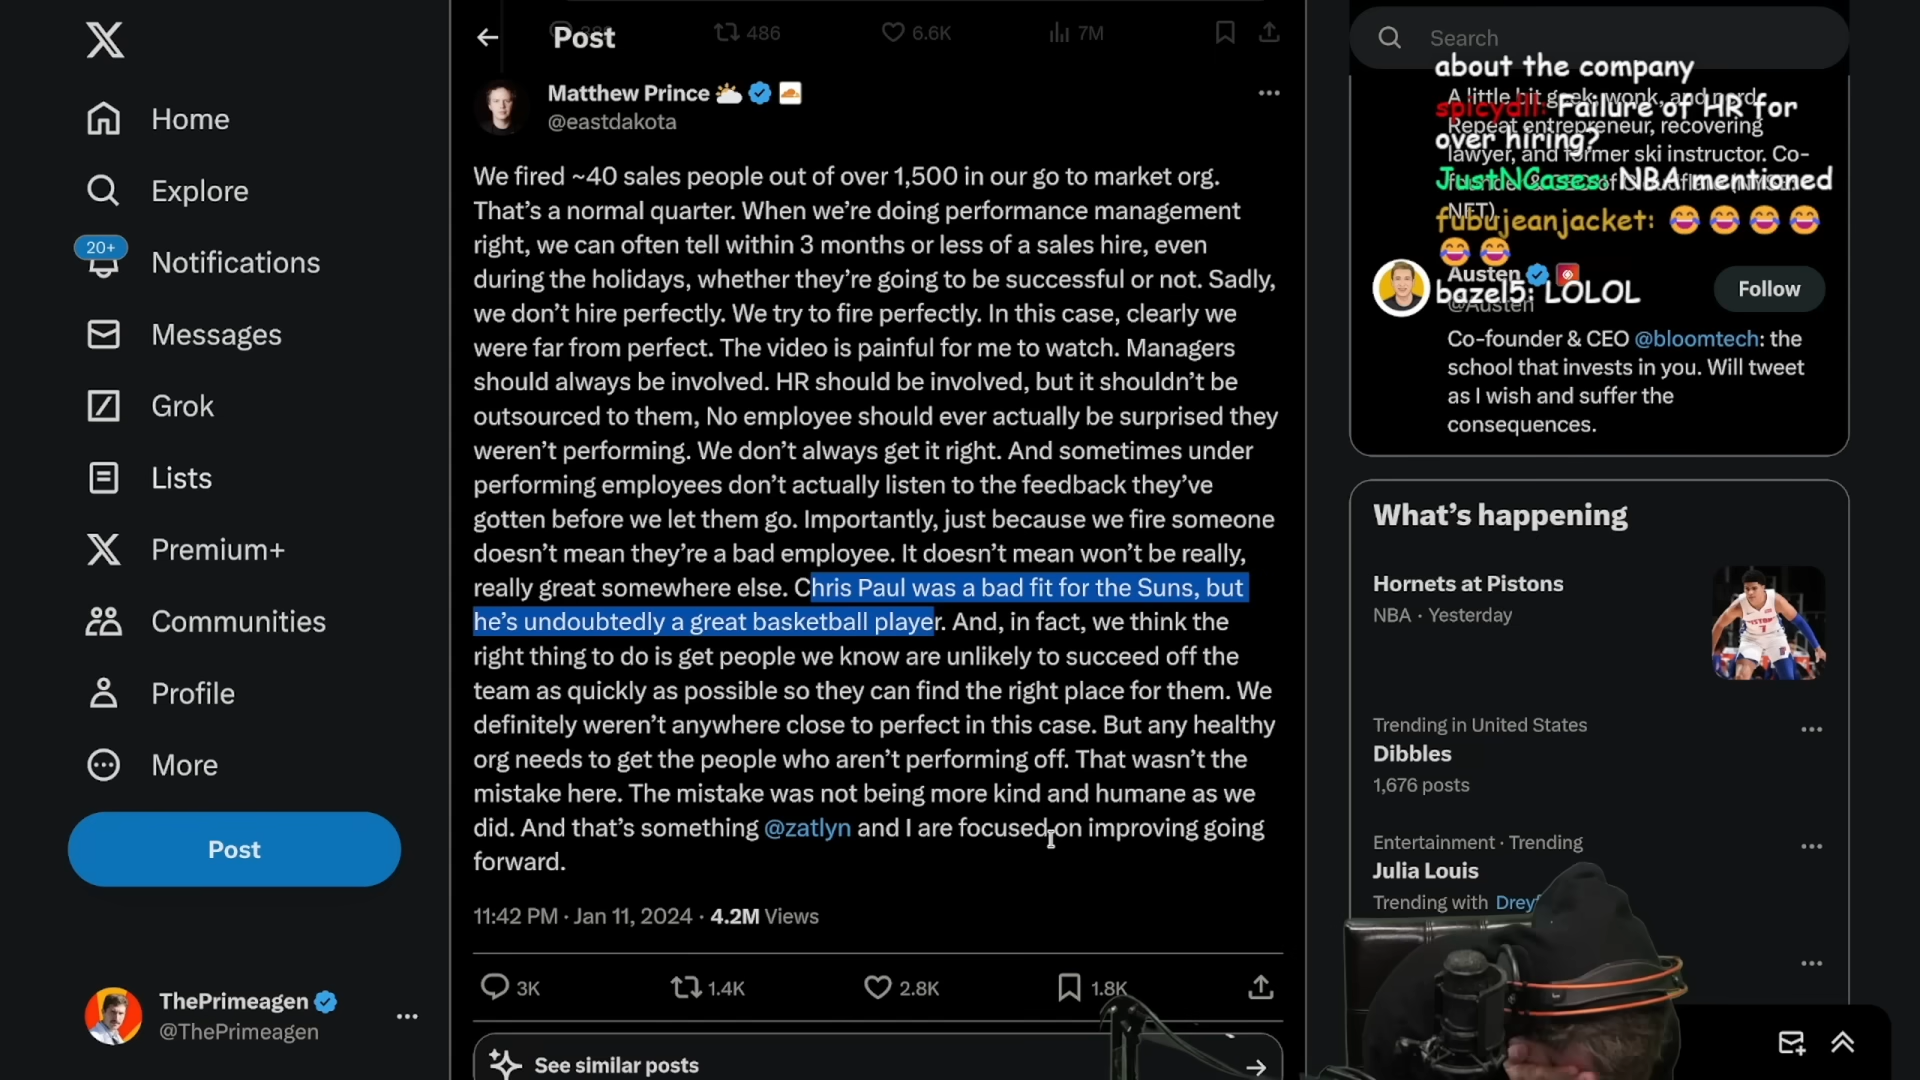 Home
Explore
20+
Notifications
Messages
Grok
Lists
Premium+
Communities
Profile
More
Post
ThePrimeagen
@ThePrimeagen
Post
486
6.6K
7M
Matthew Prince
@eastdakota
We fired ~40 sales people out of over 1,500 in our go to market org.
That’s a normal quarter. When we’re doing performance management
right, we can often tell within 3 months or less of a sales hire, even
during the holidays, whether they’re going to be successful or not. Sadly,
we don’t hire perfectly. We try to fire perfectly. In this case, clearly we
were far from perfect. The video is painful for me to watch. Managers
should always be involved. HR should be involved, but it shouldn’t be
outsourced to them, No employee should ever actually be surprised they
weren’t performing. We don’t always get it right. And sometimes under
performing employees don’t actually listen to the feedback they’ve
gotten before we let them go. Importantly, just because we fire someone
doesn’t mean they’re a bad employee. It doesn’t mean won’t be really,
really great somewhere else. Chris Paul was a bad fit for the Suns, but
he’s undoubtedly a great basketball player. And, in fact, we think the
right thing to do is get people we know are unlikely to succeed off the
team as quickly as possible so they can find the right place for them. We
definitely weren’t anywhere close to perfect in this case. But any healthy
org needs to get the people who aren’t performing off. That wasn’t the
mistake here. The mistake was not being more kind and humane as we
did. And that’s something @zatlyn and I are focused on improving going
forward.
11:42 PM · Jan 11, 2024 · 4.2M Views
3K
1.4K
2.8K
1.8K
See similar posts
Search
about the company
A little bit geek, wonk, and nerd.
spicydll: Failure of HR for
Repeat entrepreneur, recovering
over hiring?
lawyer, and former ski instructor. Co-
JustNCases: NBA mentioned
NET)
fubujeanjacket: 😂 😂 😂 😂
😂 😂
Austen
bazel5: LOLOL
@Austen
Follow
Co-founder & CEO @bloomtech: the
school that invests in you. Will tweet
as I wish and suffer the
consequences.
What’s happening
Hornets at Pistons
NBA · Yesterday
Trending in United States
Dibbles
1,676 posts
Entertainment · Trending
Julia Louis
Trending with Dreyf